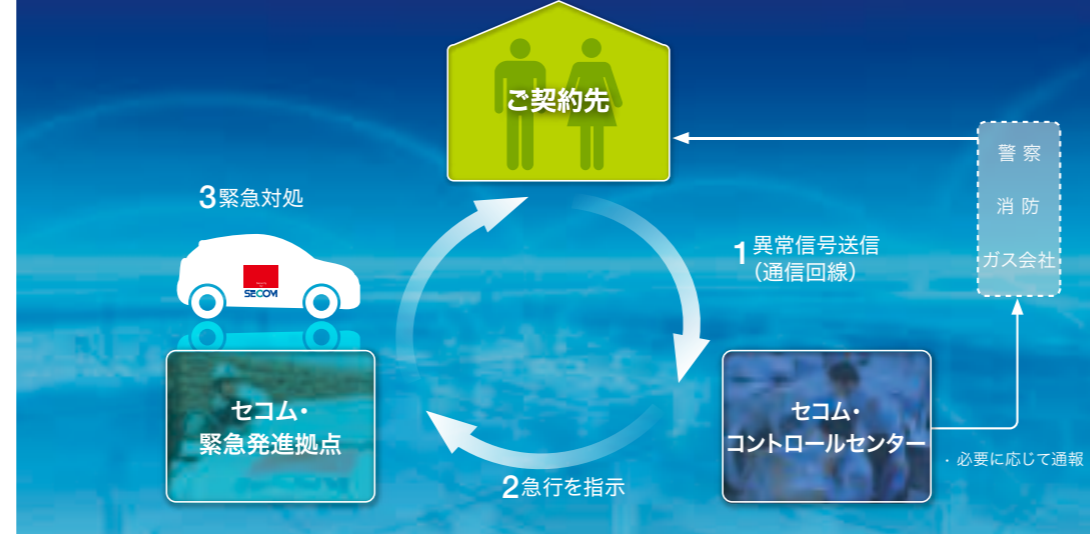 ご契約先
警察
消防
ガス会社
3緊急対処
SECOM
1異常信号送信
（通信回線）
セコム・
緊急発進拠点
セコム・
コントロールセンター
・必要に応じて通報
2急行を指示